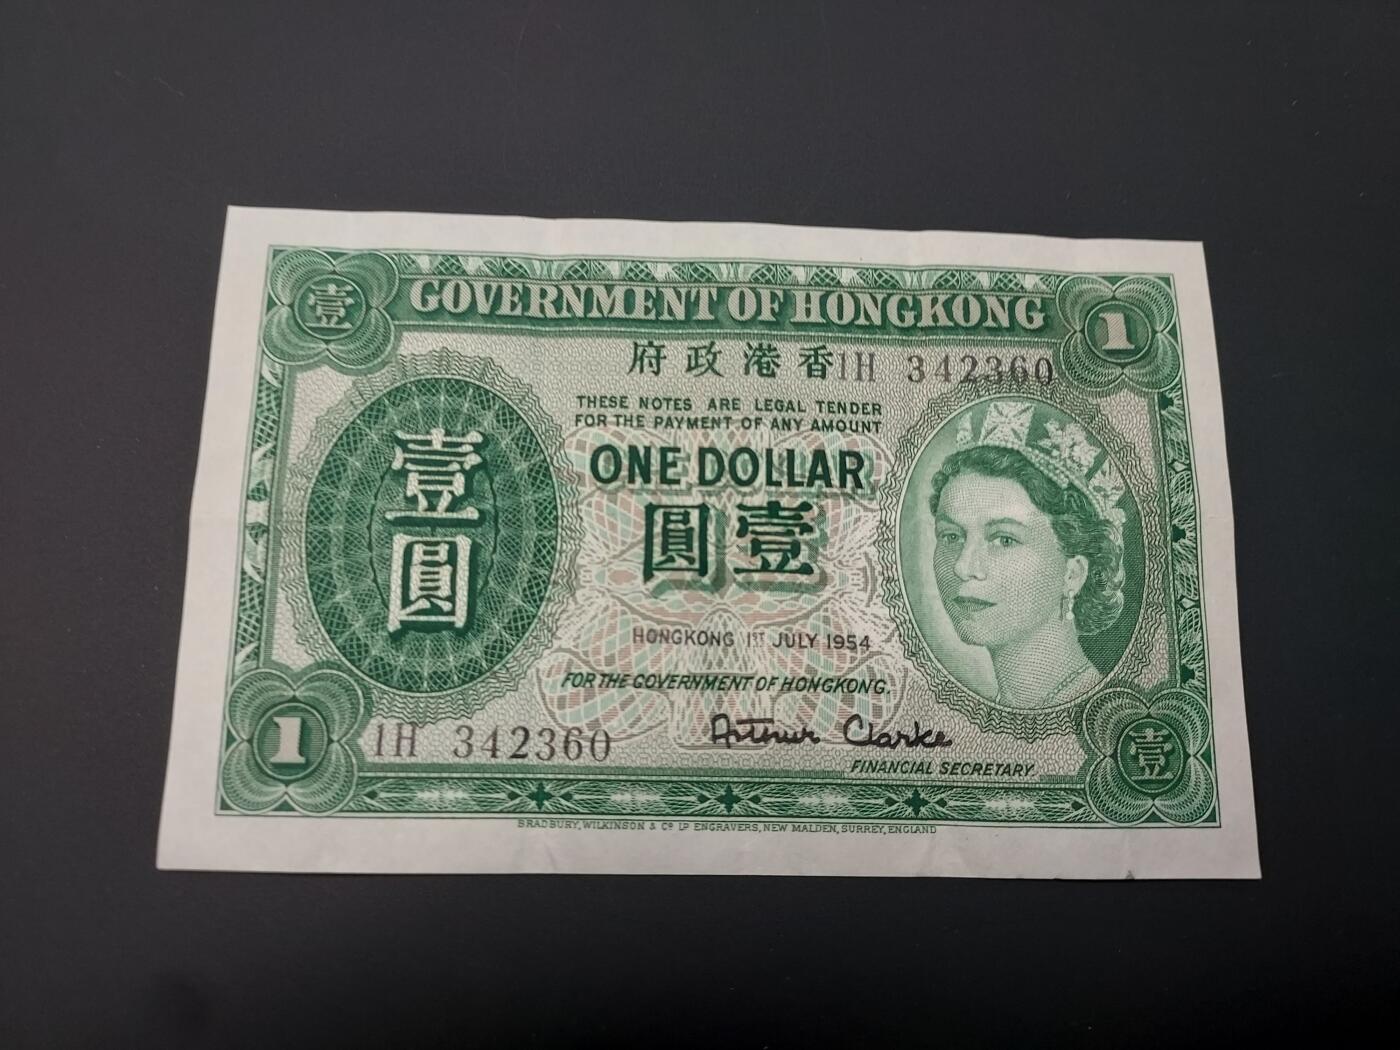 壹
GOVERNMENT OF HONGKONG
1
府政港香
1H 342360
THESE NOTES ARE LEGAL TENDER
FOR THE PAYMENT OF ANY AMOUNT
ONE DOLLAR
圓壹
壹
圓
HONGKONG 1ST JULY 1954
FOR THE GOVERNMENT OF HONGKONG.
1
1H 342360
Arthur Clarke
FINANCIAL SECRETARY
壹
BRADBURY, WILKINSON & Co. LD ENGRAVERS, NEW MALDEN, SURREY, ENGLAND